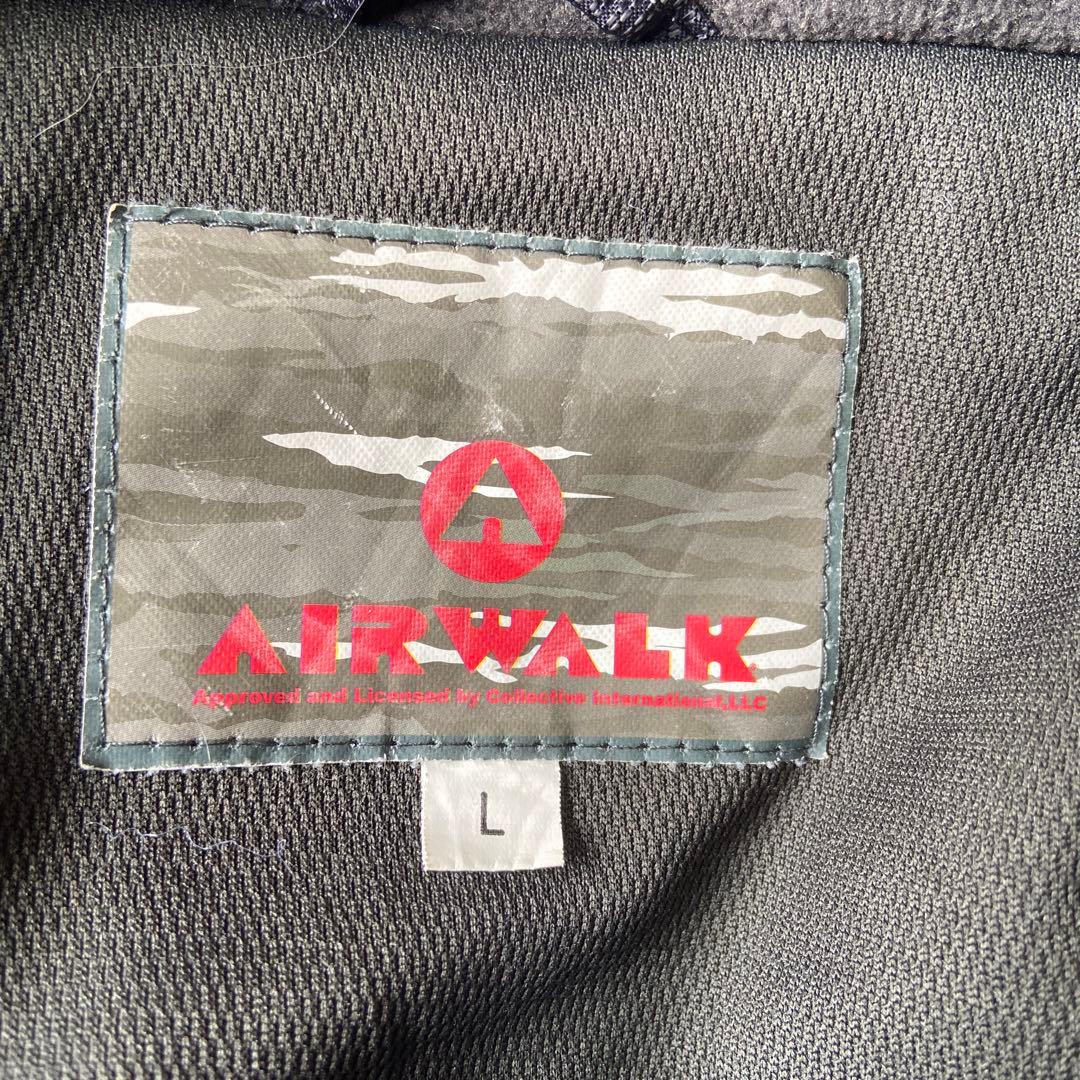 AIRWALK
Approved and Licensed by Collective International,LLC
L